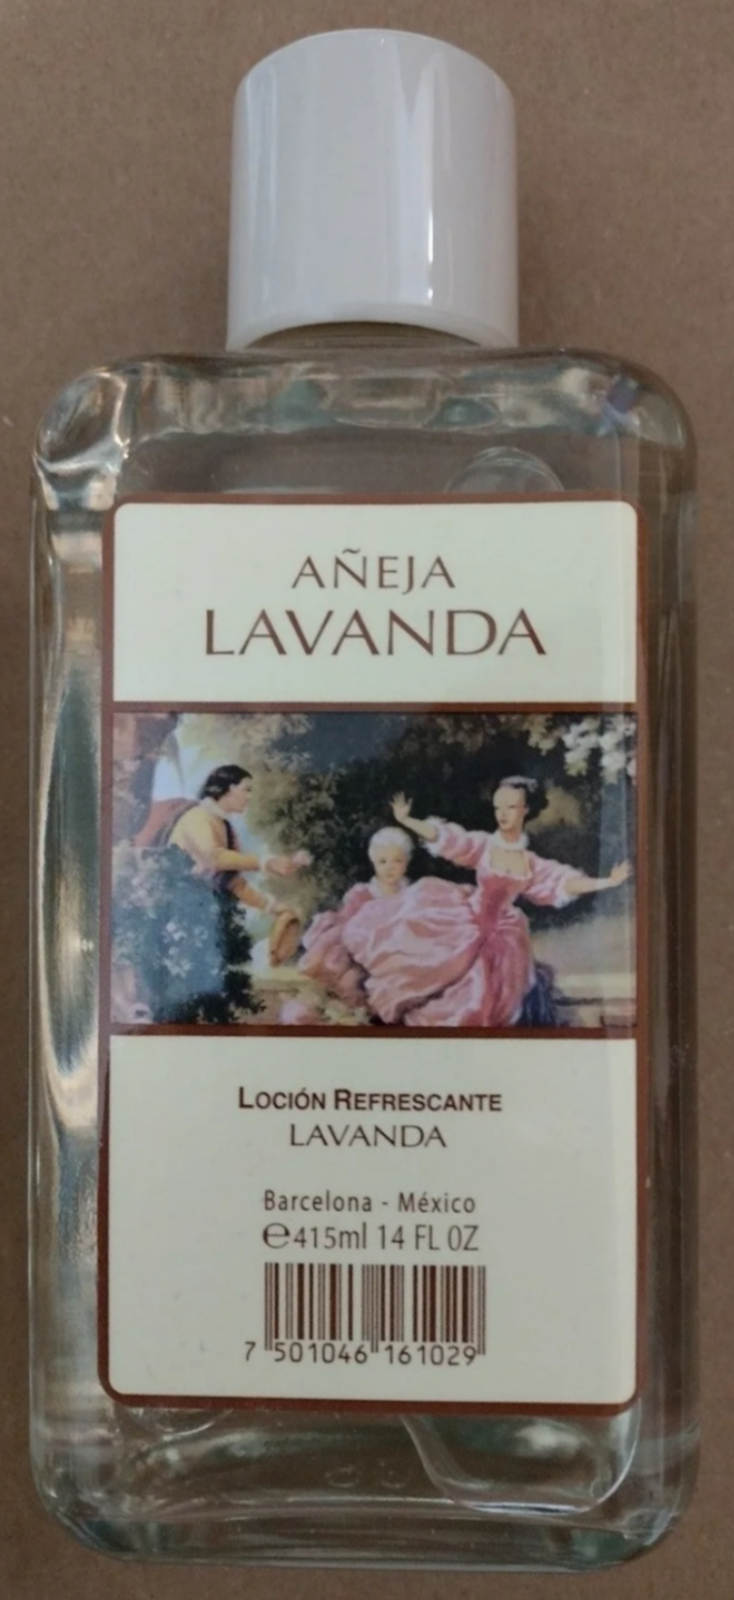 AÑEJA
LAVANDA
LOCIÓN REFRESCANTE
LAVANDA
Barcelona - México
℮415ml 14 FL OZ
7 501046 161029